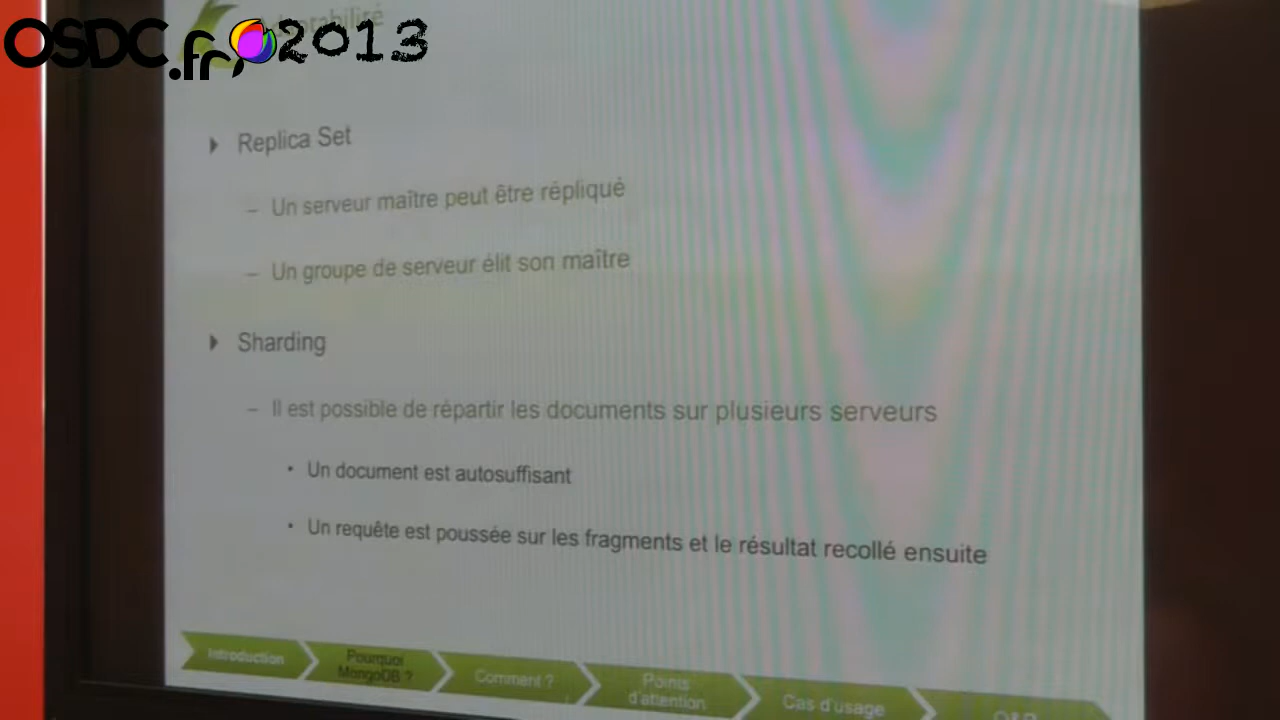 OSDC.fr 2013
Replica Set
– Un serveur maître peut être répliqué
– Un groupe de serveur élit son maître
Sharding
– Il est possible de répartir les documents sur plusieurs serveurs
• Un document est autosuffisant
• Un requête est poussée sur les fragments et le résultat recollé ensuite
Introduction
Pourquoi
MongoDB ?
Comment ?
Points
d'attention
Cas d'usage